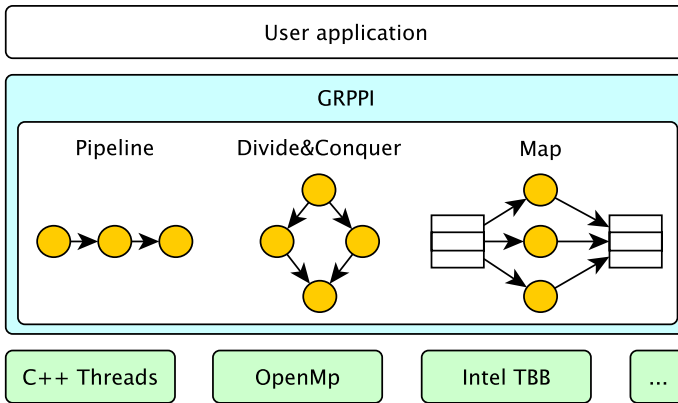 User application
GRPPI
Pipeline
Divide&Conquer
Map
C++ Threads
OpenMp
Intel TBB
...